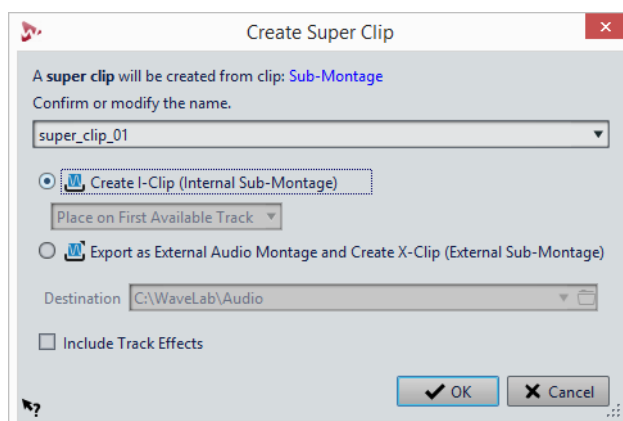 Create Super Clip
A super clip will be created from clip: Sub-Montage
Confirm or modify the name.
super_clip_01
Create I-Clip (Internal Sub-Montage)
Place on First Available Track
Export as External Audio Montage and Create X-Clip (External Sub-Montage)
Destination C:\WaveLab\Audio
Include Track Effects
OK Cancel
?